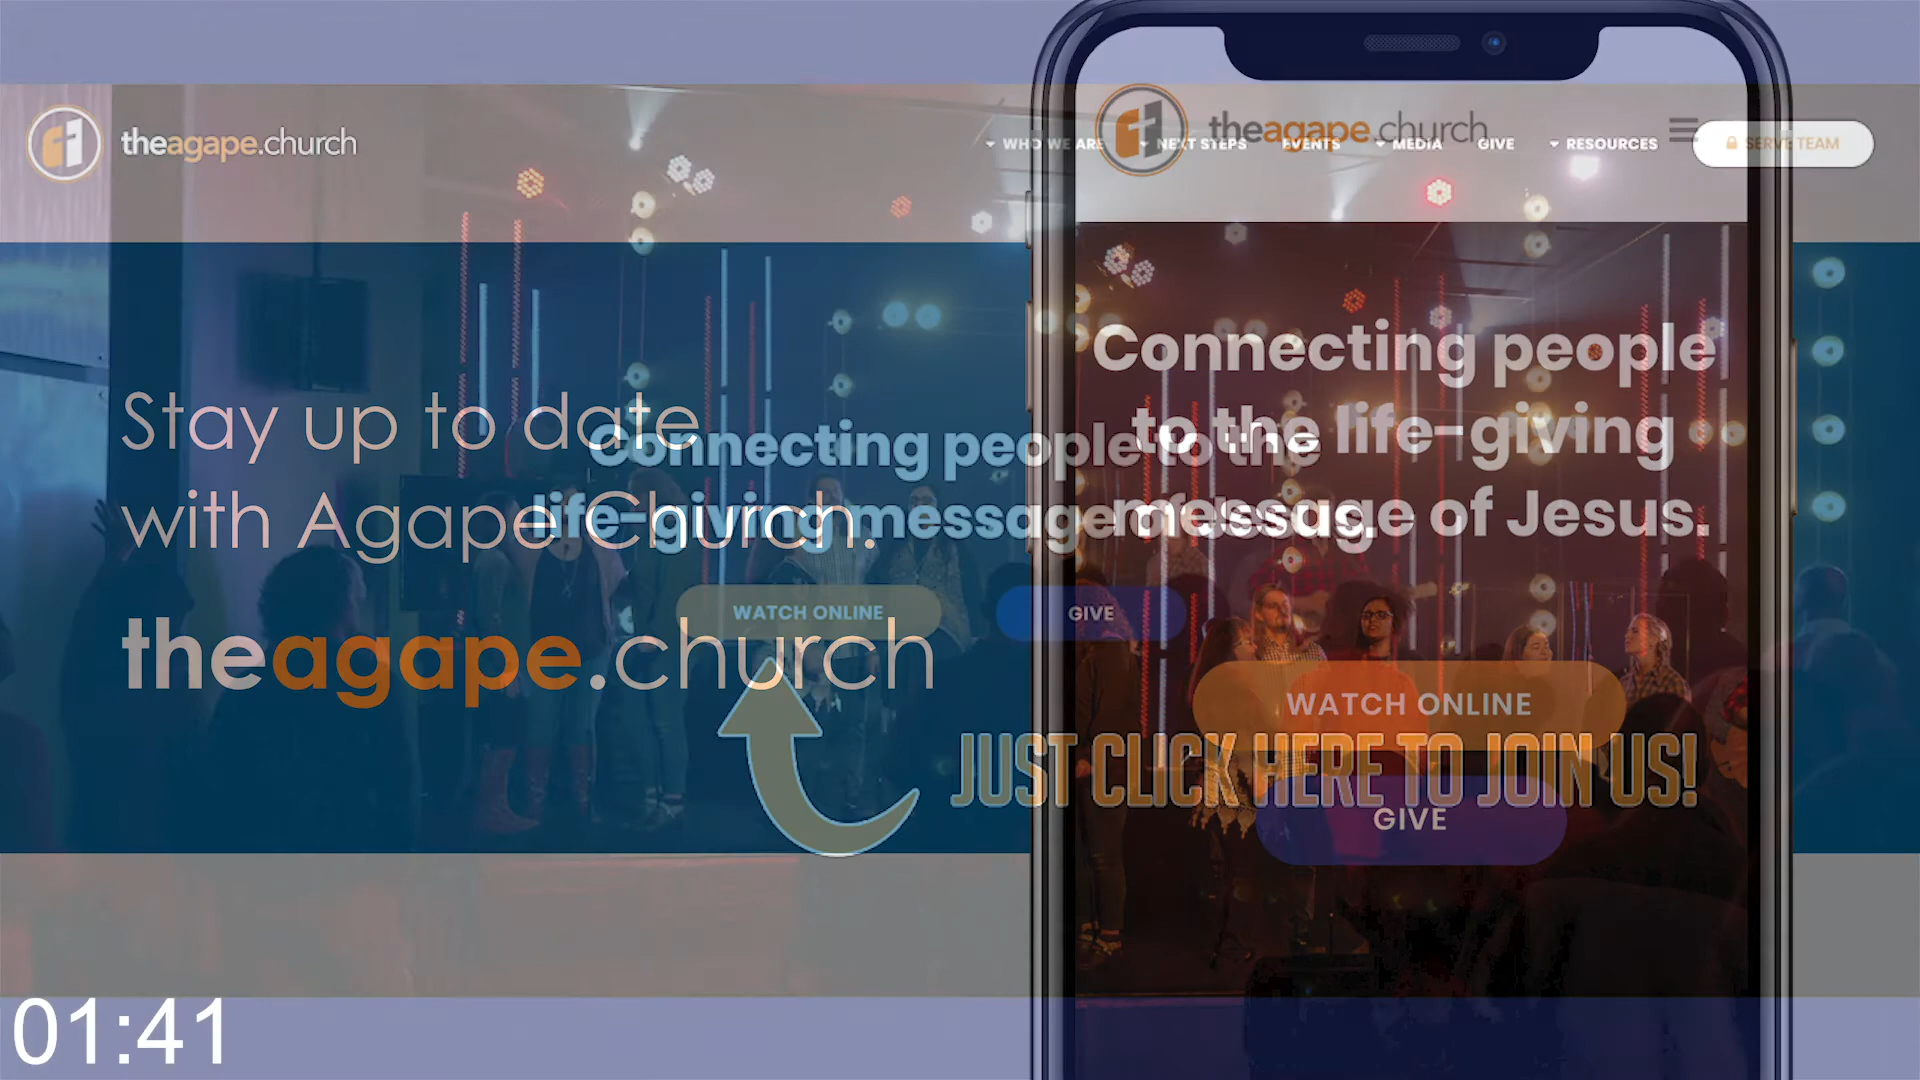 theagape.church
WHO WE ARE
NEXT STEPS
EVENTS
MEDIA
GIVE
RESOURCES
SERVE TEAM
theagape.church
Connecting people
to the life-giving
message of Jesus.
Stay up to date
with Agape Church.
theagape.church
Connecting people to the
life-giving message of Jesus.
WATCH ONLINE
GIVE
WATCH ONLINE
JUST CLICK HERE TO JOIN US!
GIVE
01:41